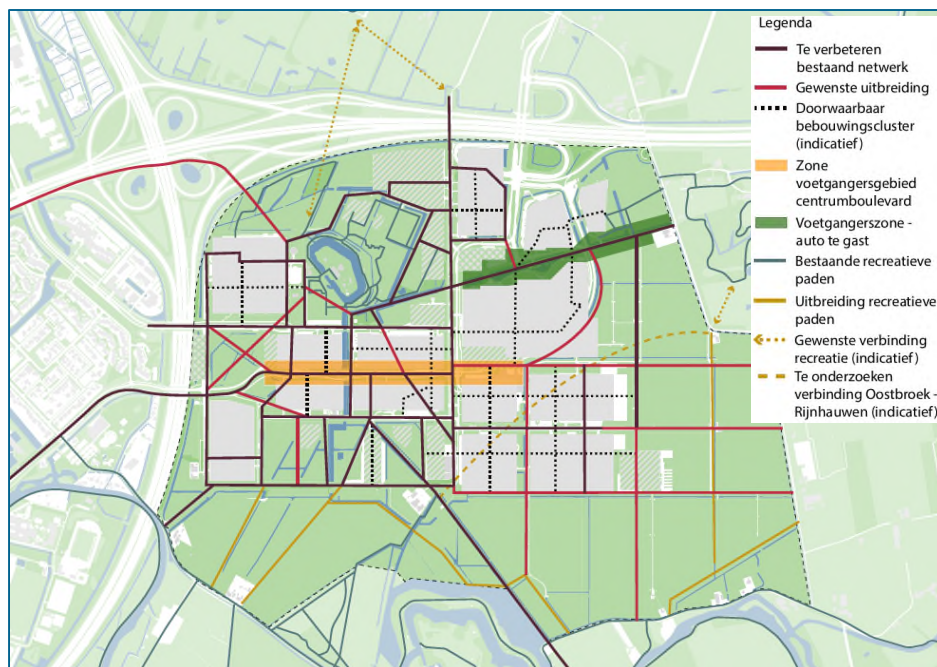 Legenda
Te verbeteren
bestaand netwerk
Gewenste uitbreiding
Doorwaarbaar
bebouwingscluster
(indicatief)
Zone
voetgangersgebied
centrumboulevard
Voetgangerszone -
auto te gast
Bestaande recreatieve
paden
Uitbreiding recreatieve
paden
Gewenste verbinding
recreatie (indicatief)
Te onderzoeken
verbinding Oostbroek -
Rijnhauwen (indicatief)